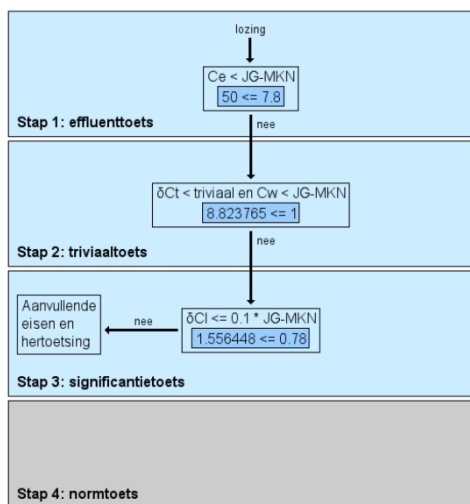 lozing
Ce < JG-MKN
50 <= 7.8
Stap 1: effluenttoets
nee
δCt < triviaal en Cw < JG-MKN
8.823765 <= 1
Stap 2: triviaaltoets
nee
Aanvullende
eisen en
hertoetsing
nee
δCl <= 0.1 * JG-MKN
1.556448 <= 0.78
Stap 3: significantietoets
Stap 4: normtoets